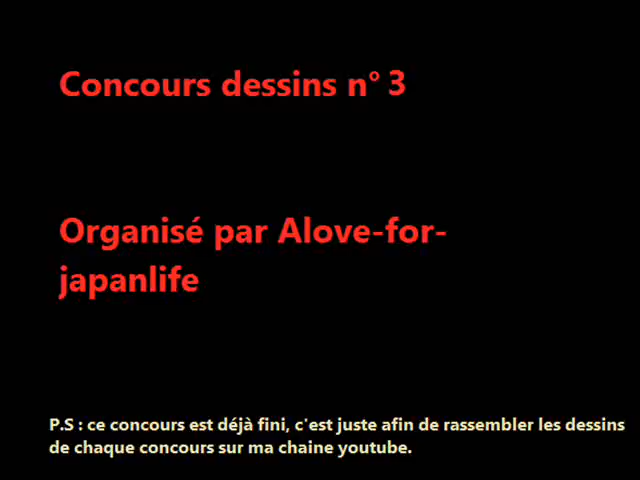 Concours dessins n° 3
Organisé par Alove-for-
japanlife
P.S : ce concours est déjà fini, c'est juste afin de rassembler les dessins
de chaque concours sur ma chaine youtube.